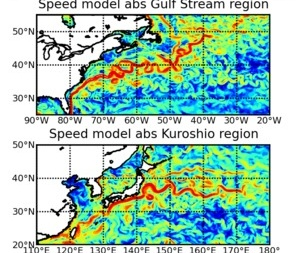 Speed model abs Gulf Stream region
50°N
40°N
30°N
90°W 80°W 70°W 60°W 50°W 40°W 30°W 20°W
Speed model abs Kuroshio region
50°N
40°N
30°N
20°N
110°E 120°E 130°E 140°E 150°E 160°E 170°E 180°